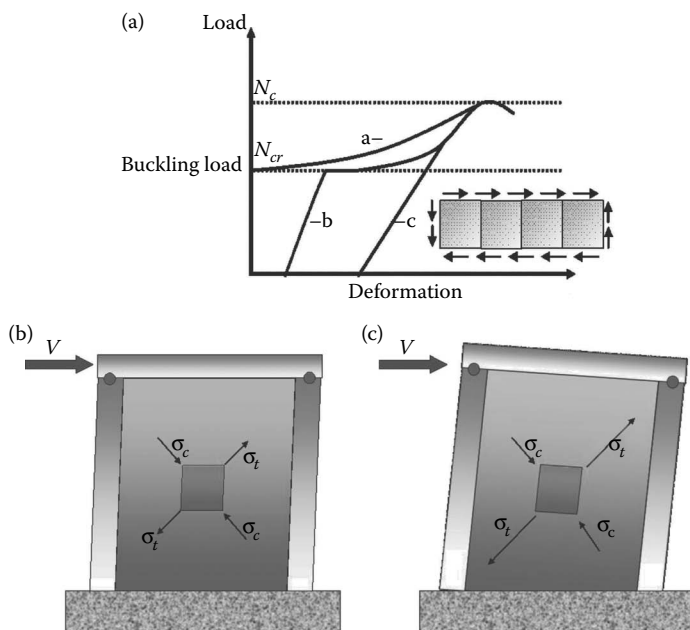 (a)
Load
N_c
a–
N_cr
Buckling load
–b
–c
Deformation
(b)
V
σ_c
σ_t
σ_t
σ_c
(c)
V
σ_c
σ_t
σ_t
σ_c